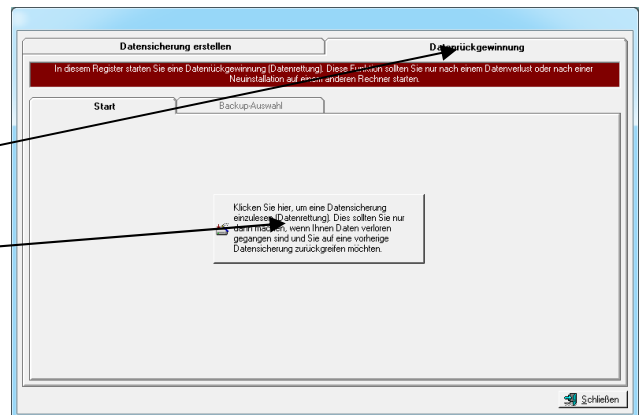 Datensicherung erstellen
Datenrückgewinnung
In diesem Register starten Sie eine Datenrückgewinnung (Datenrettung). Diese Funktion sollten Sie nur nach einem Datenverlust oder nach einer
Neuinstallation auf einem anderen Rechner starten.
Start
Backup-Auswahl
Klicken Sie hier, um eine Datensicherung
einzulesen (Datenrettung). Dies sollten Sie nur
dann machen, wenn Ihnen Daten verloren
gegangen sind und Sie auf eine vorherige
Datensicherung zurückgreifen möchten.
Schließen